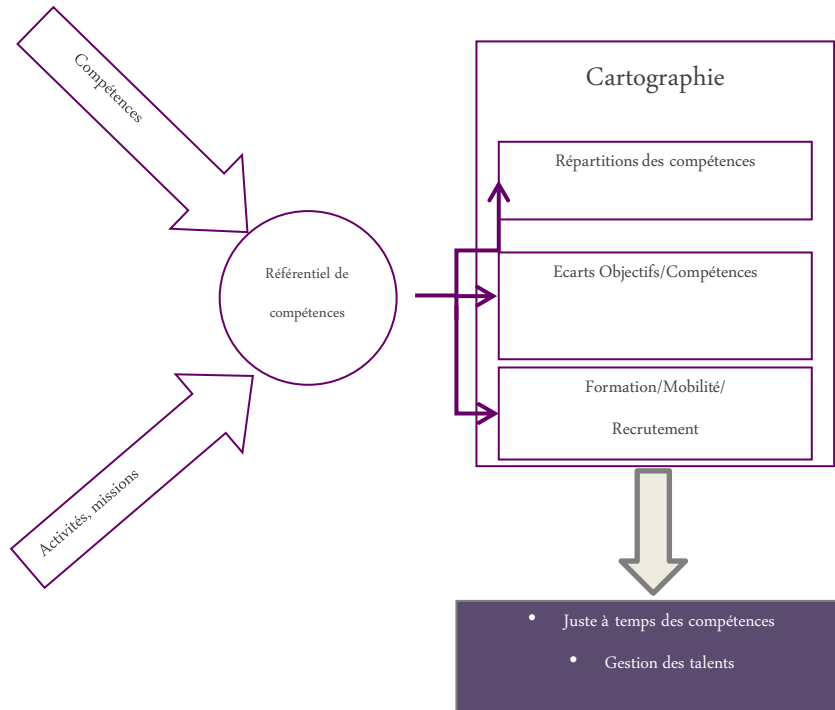 Compétences
Cartographie
Répartitions des compétences
Référentiel de
compétences
Ecarts Objectifs/Compétences
Formation/Mobilité/
Recrutement
Activités, missions
• Juste à temps des compétences
• Gestion des talents